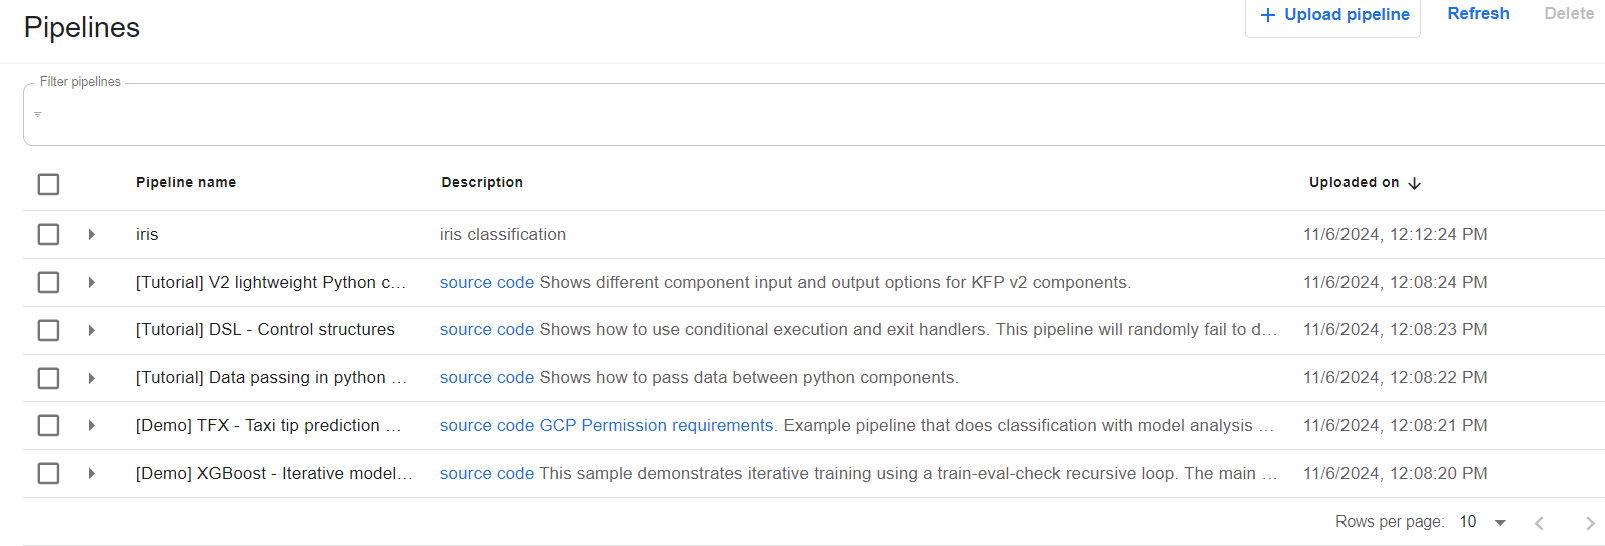 Pipelines
+ Upload pipeline
Refresh
Delete
Filter pipelines
Pipeline name Description Uploaded on
iris iris classification 11/6/2024, 12:12:24 PM
[Tutorial] V2 lightweight Python c... source code Shows different component input and output options for KFP v2 components. 11/6/2024, 12:08:24 PM
[Tutorial] DSL - Control structures source code Shows how to use conditional execution and exit handlers. This pipeline will randomly fail to d... 11/6/2024, 12:08:23 PM
[Tutorial] Data passing in python ... source code Shows how to pass data between python components. 11/6/2024, 12:08:22 PM
[Demo] TFX - Taxi tip prediction ... source code GCP Permission requirements. Example pipeline that does classification with model analysis ... 11/6/2024, 12:08:21 PM
[Demo] XGBoost - Iterative model... source code This sample demonstrates iterative training using a train-eval-check recursive loop. The main ... 11/6/2024, 12:08:20 PM
Rows per page: 10